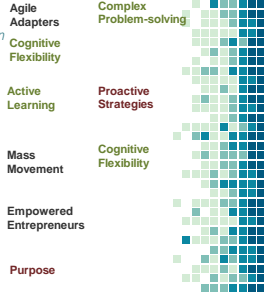 Agile
Adapters
n
Cognitive
Flexibility
Active
Learning
Mass
Movement
Empowered
Entrepreneurs
Purpose
Complex
Problem-solving
Proactive
Strategies
Cognitive
Flexibility